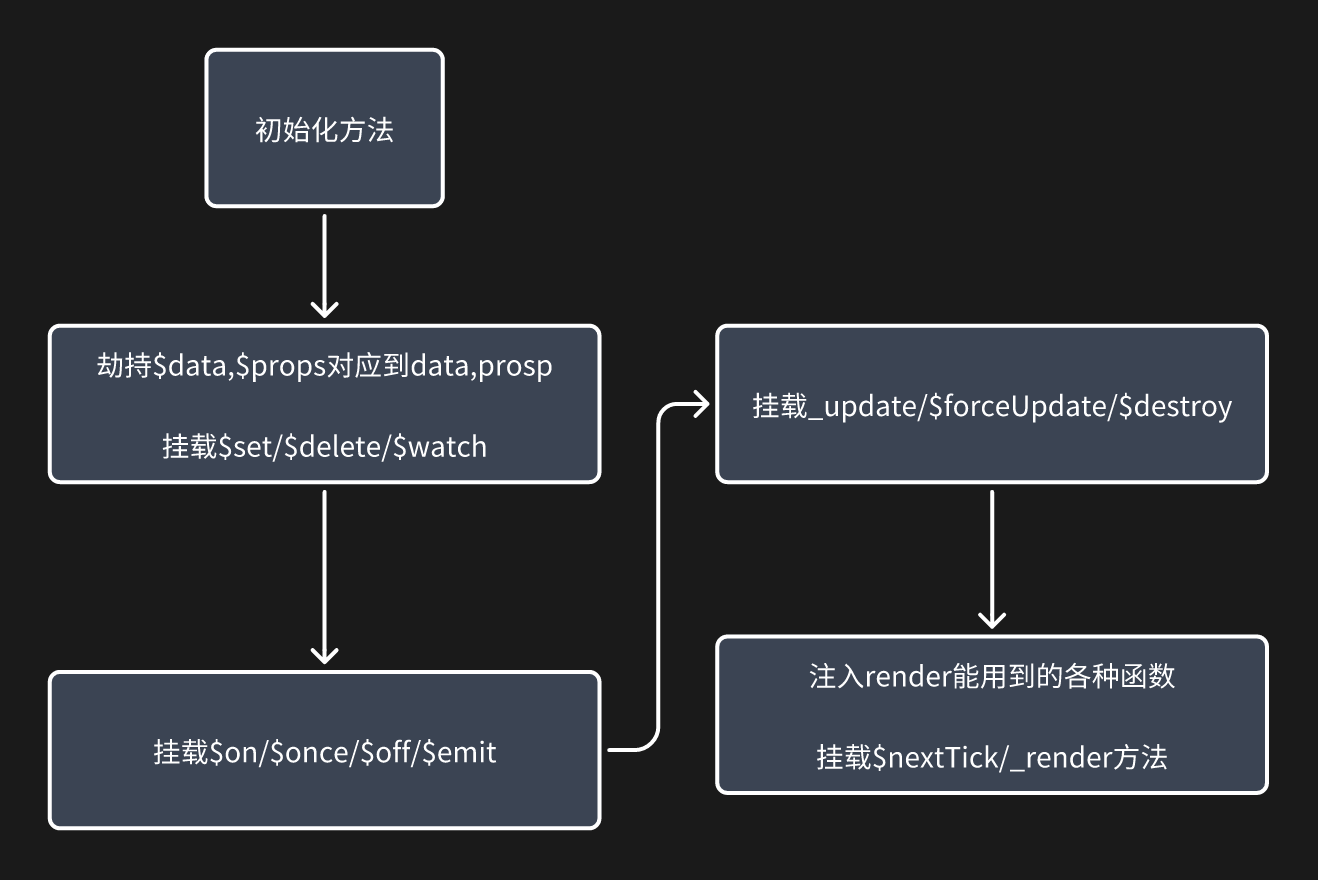 初始化方法
劫持$data,$props对应到data,prosp
挂载$set/$delete/$watch
挂载$on/$once/$off/$emit
挂载_update/$forceUpdate/$destroy
注入render能用到的各种函数
挂载$nextTick/_render方法